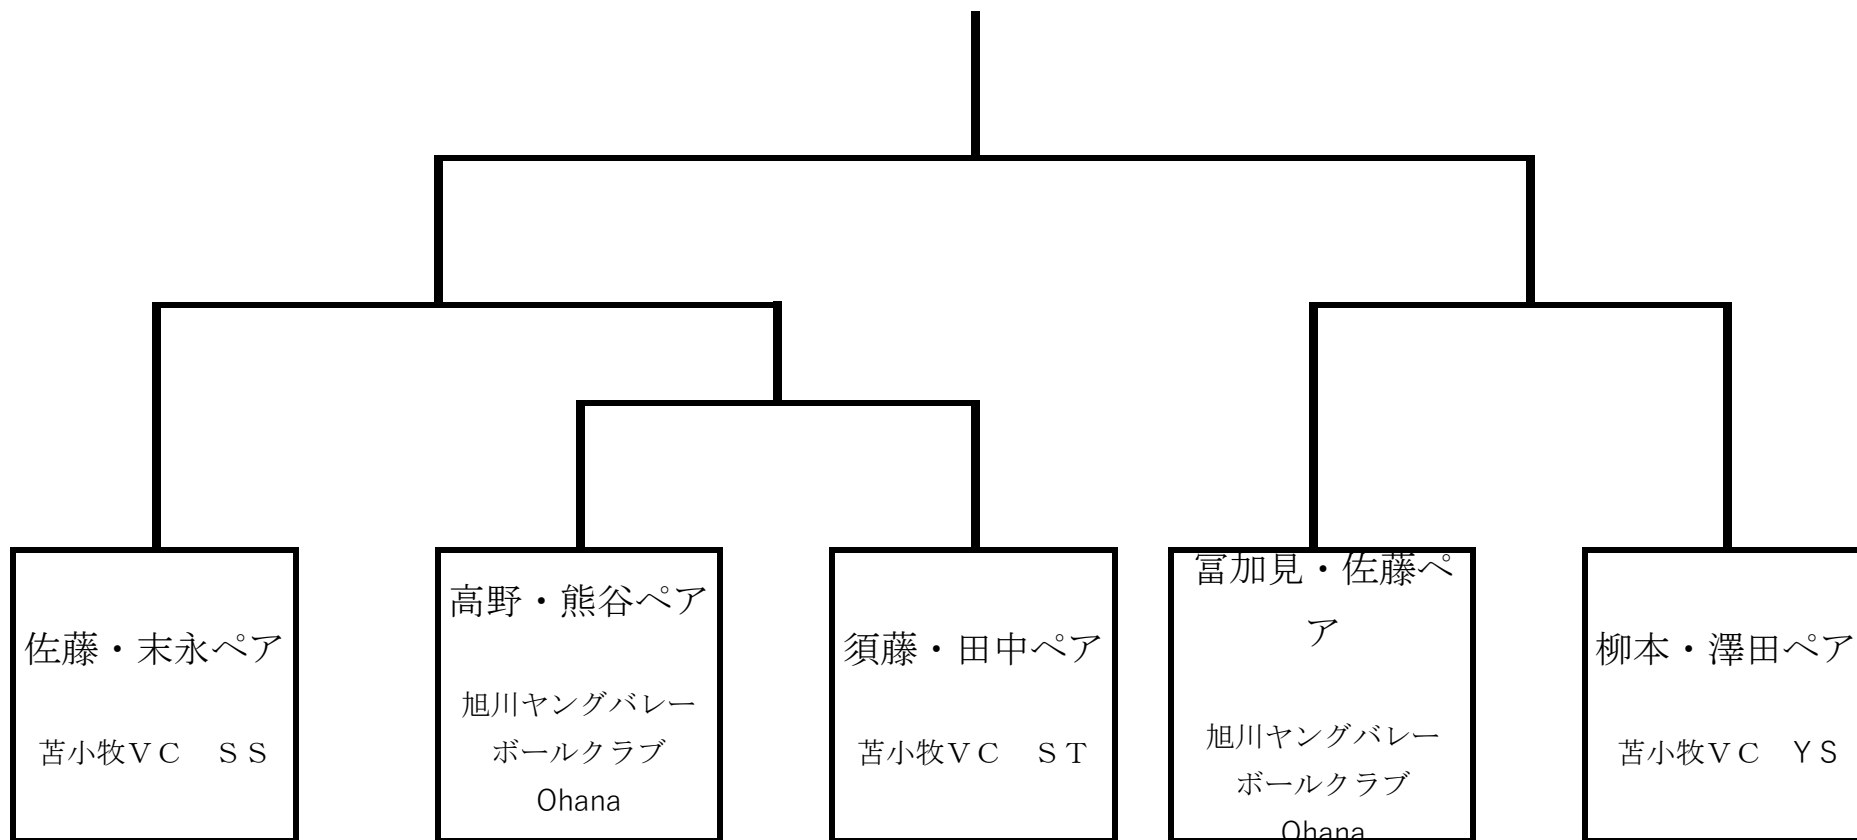 佐藤・末永ペア
苫小牧ＶＣ　ＳＳ
高野・熊谷ペア
旭川ヤングバレー
ボールクラブ
Ohana
須藤・田中ペア
苫小牧ＶＣ　ＳＴ
冨加見・佐藤ペ
ア
旭川ヤングバレー
ボールクラブ
Ohana
柳本・澤田ペア
苫小牧ＶＣ　ＹＳ